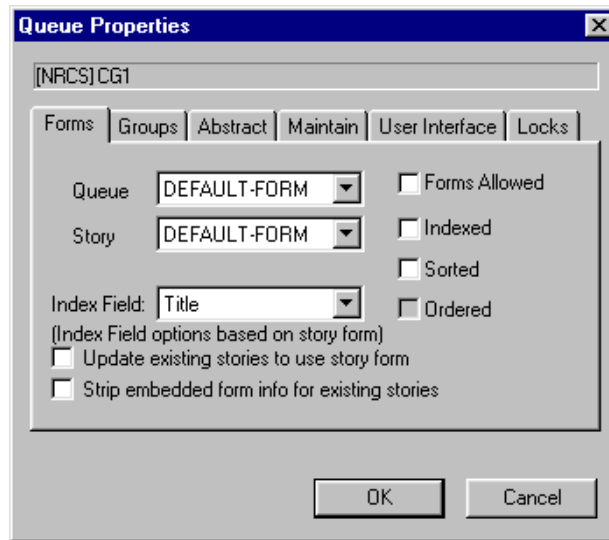 Queue Properties
[NRCS]CG1
Forms Groups Abstract Maintain User Interface Locks
Queue DEFAULT-FORM Forms Allowed
Story DEFAULT-FORM Indexed
Sorted
Index Field: Title Ordered
(Index Field options based on story form)
Update existing stories to use story form
Strip embedded form info for existing stories
OK Cancel